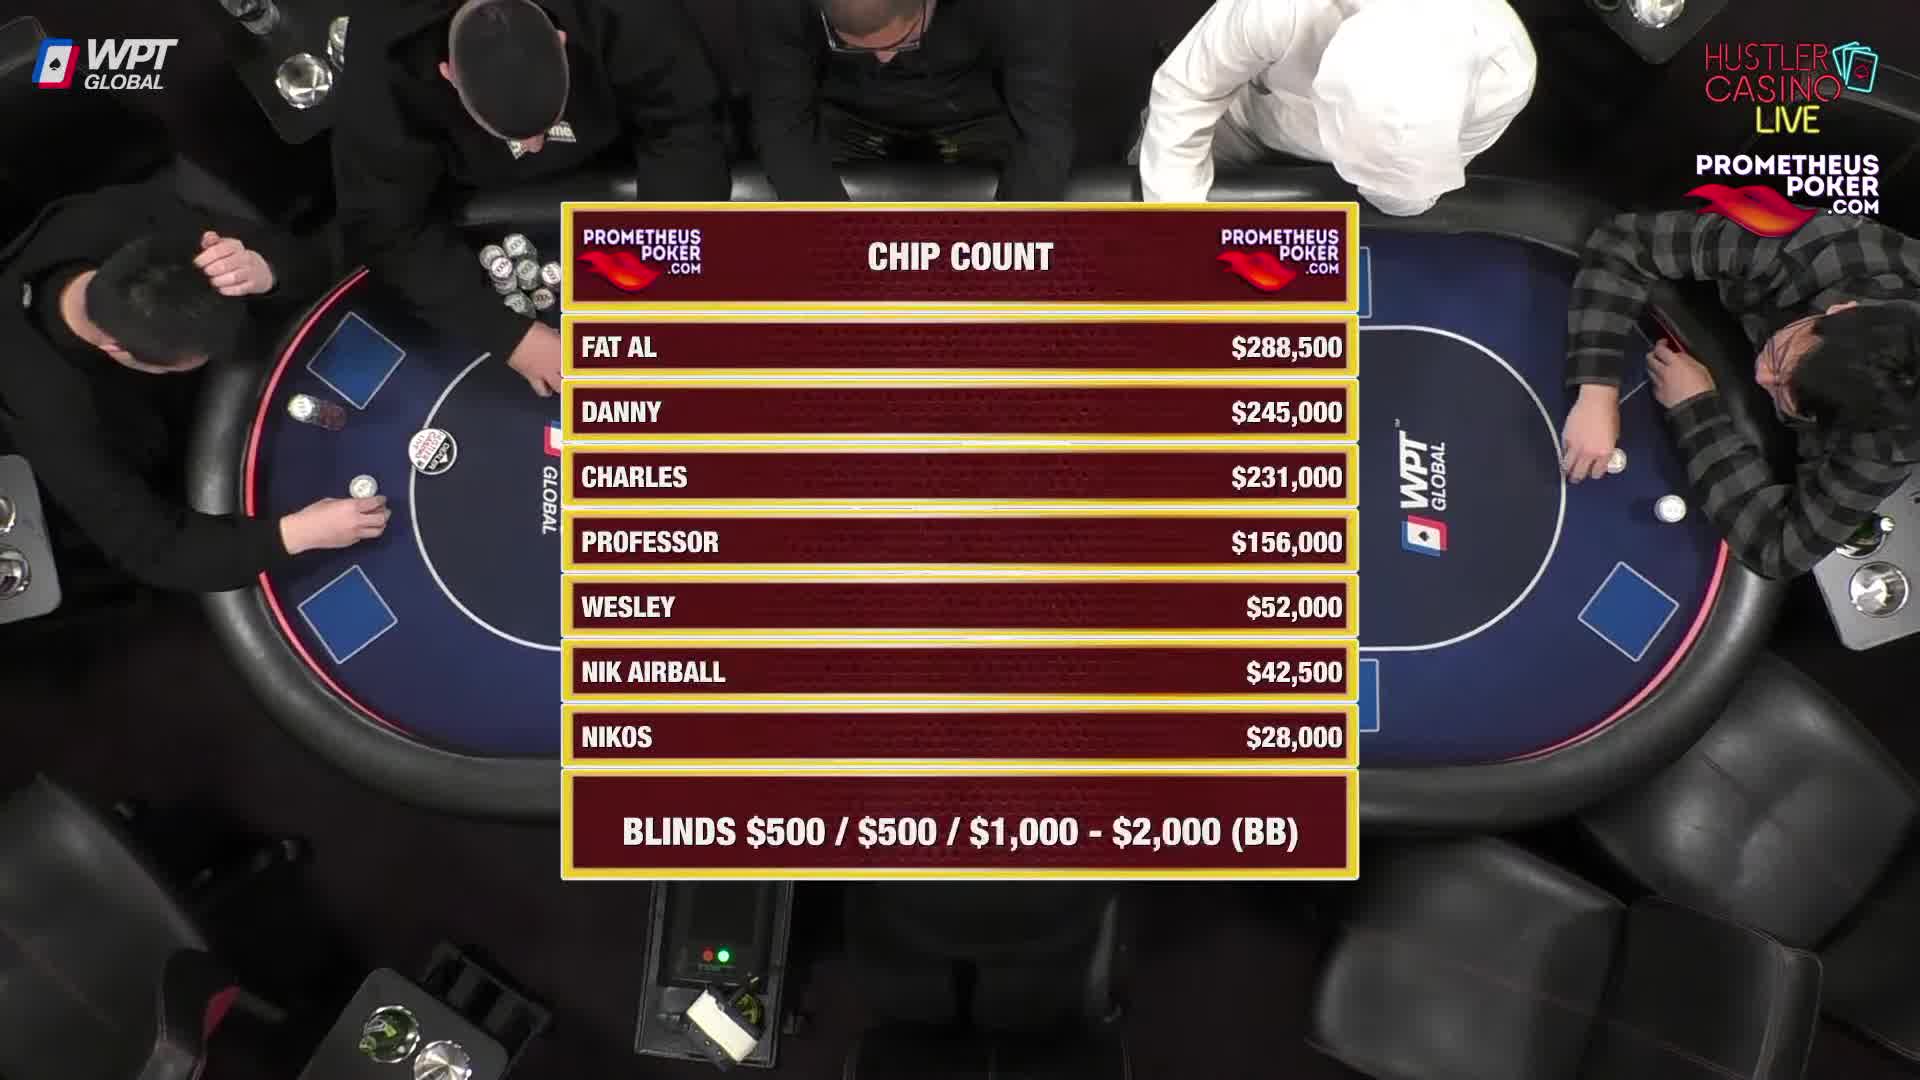 WPT
GLOBAL
HUSTLER
CASINO
LIVE
PROMETHEUS
POKER
.COM
PROMETHEUS
POKER
.COM
CHIP COUNT
PROMETHEUS
POKER
.COM
FAT AL $288,500
DANNY $245,000
CHARLES $231,000
PROFESSOR $156,000
WESLEY $52,000
NIK AIRBALL $42,500
NIKOS $28,000
BLINDS $500 / $500 / $1,000 - $2,000 (BB)
GLOBAL
WPT
GLOBAL